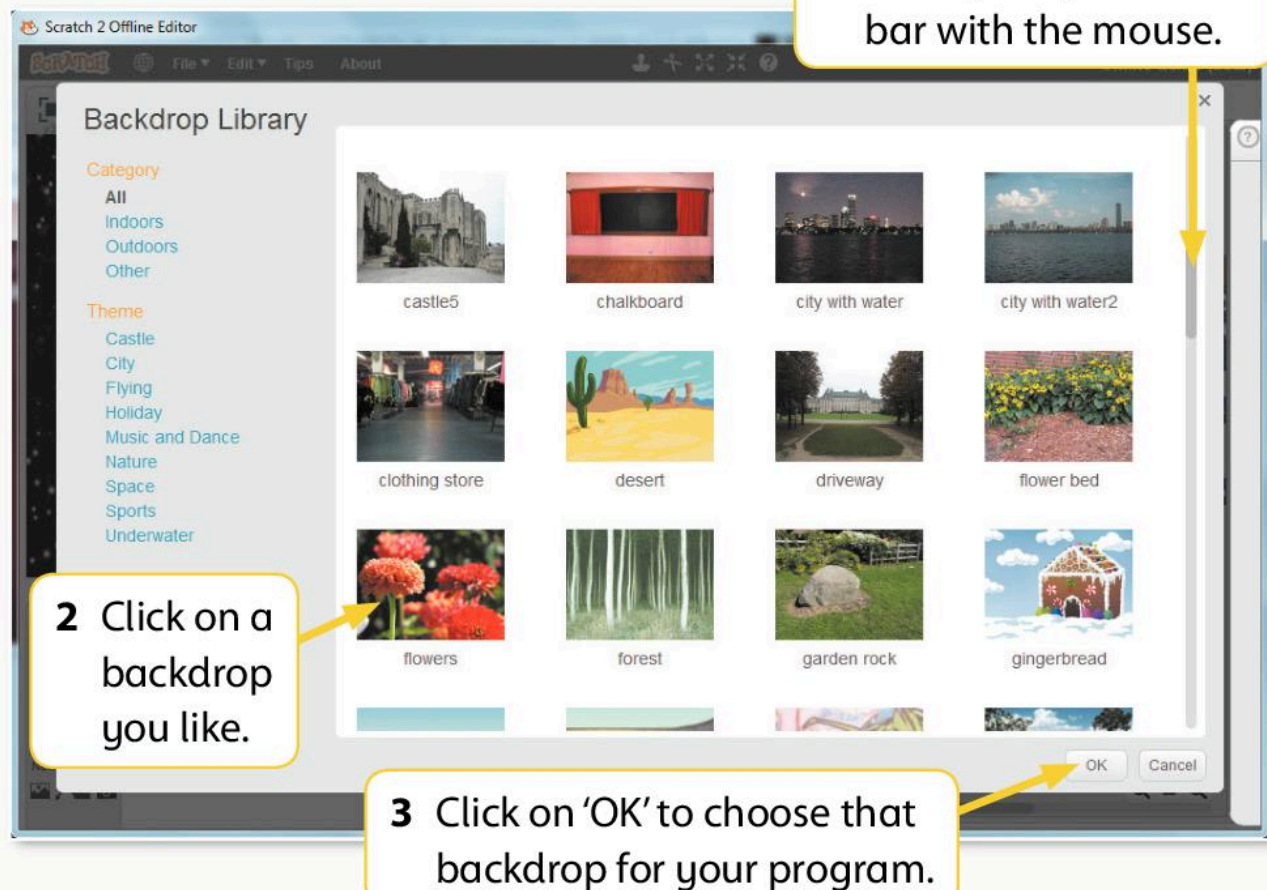 bar with the mouse.
Scratch 2 Offline Editor
SCRATCH File Edit Tips About
Backdrop Library
Category
All
Indoors
Outdoors
Other
Theme
Castle
City
Flying
Holiday
Music and Dance
Nature
Space
Sports
Underwater
castle5 chalkboard city with water city with water2
clothing store desert driveway flower bed
flowers forest garden rock gingerbread
2 Click on a
backdrop
you like.
OK Cancel
3 Click on ‘OK’ to choose that
backdrop for your program.